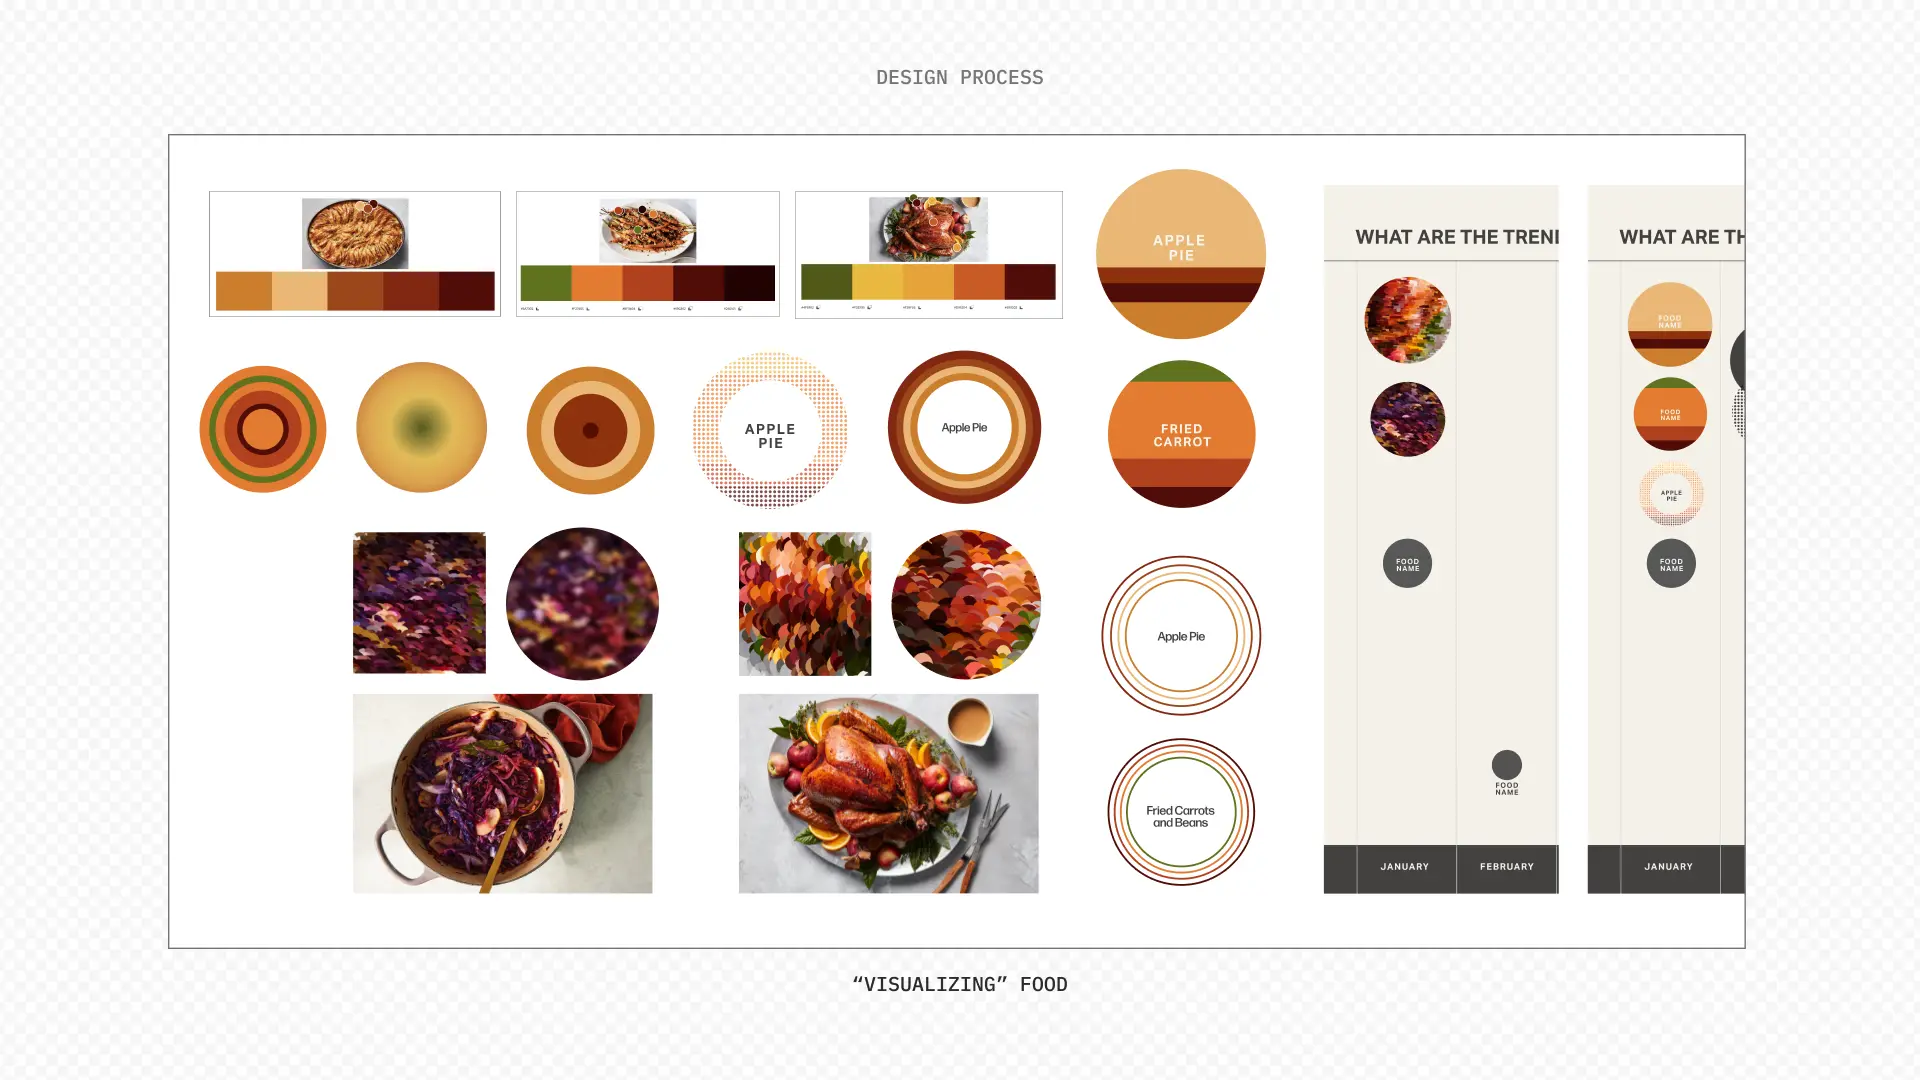 DESIGN PROCESS
APPLE
PIE
WHAT ARE THE TREN
WHAT ARE TH
FOOD
NAME
APPLE
PIE
Apple Pie
FRIED
CARROT
FOOD
NAME
APPLE
PIE
FOOD
NAME
FOOD
NAME
Apple Pie
FOOD
NAME
Fried Carrots
and Beans
JANUARY
FEBRUARY
JANUARY
“VISUALIZING” FOOD